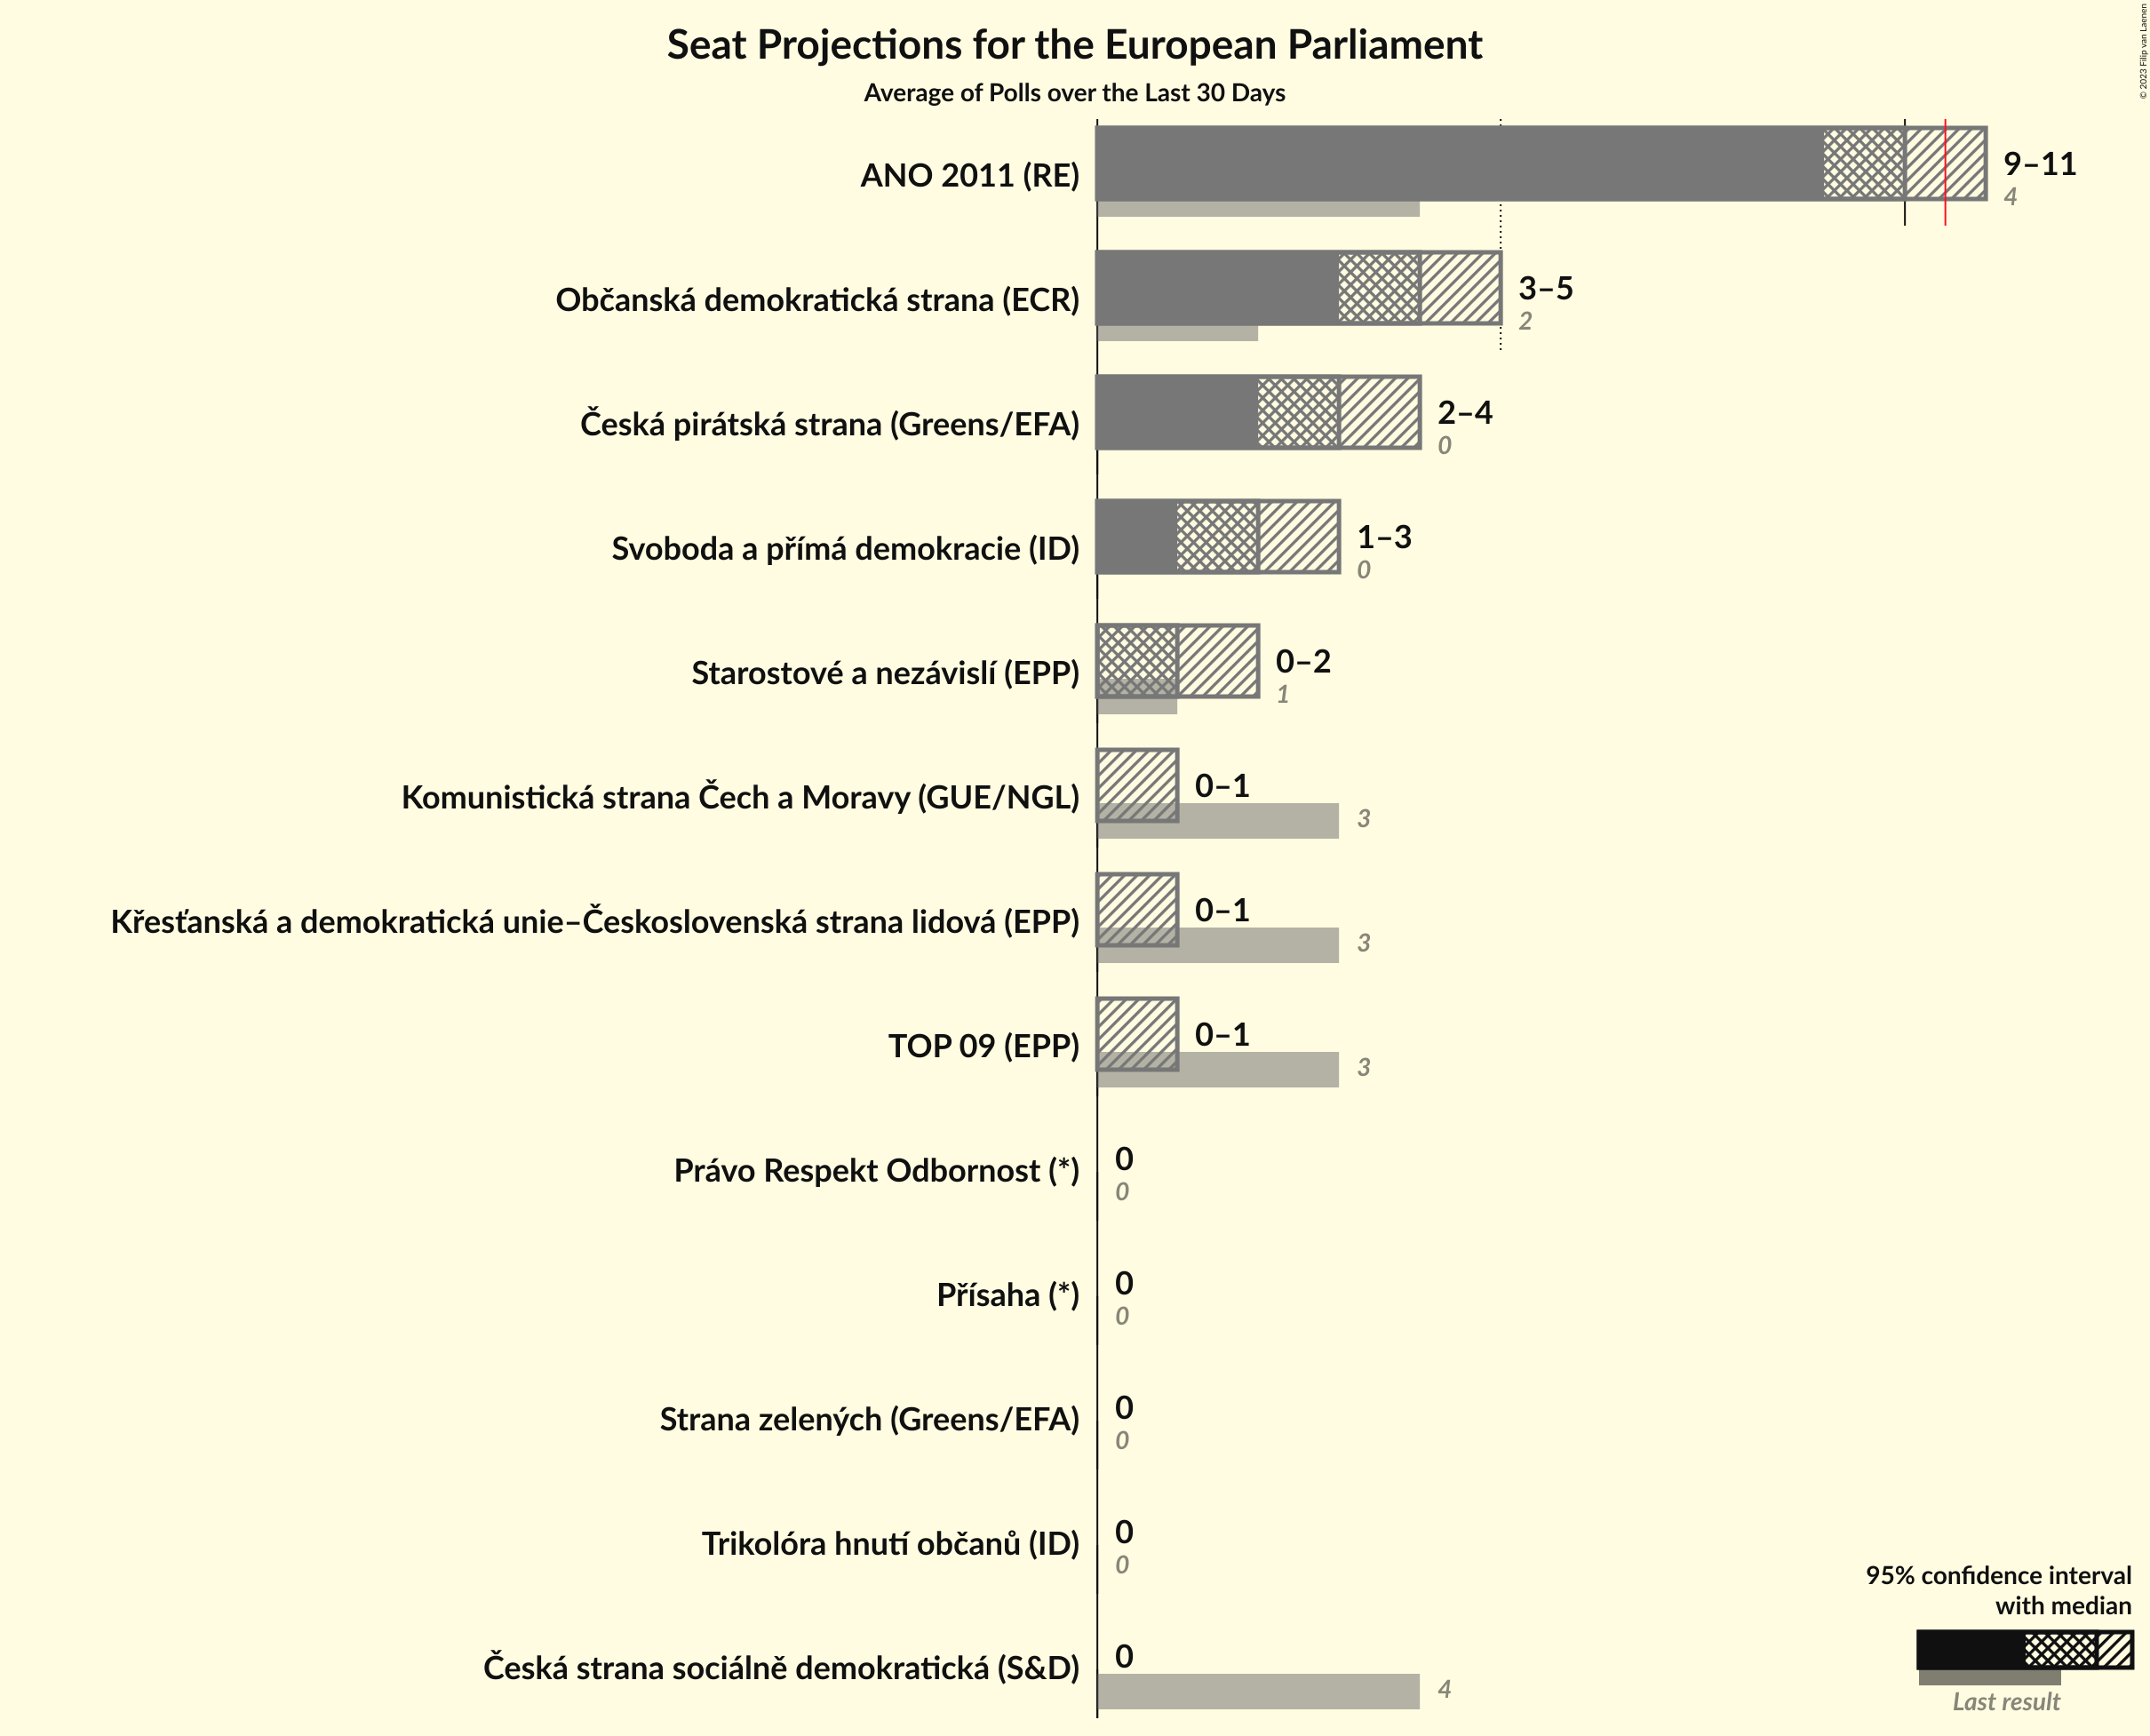 Seat Projections for the European Parliament
Average of Polls over the Last 30 Days
© 2023 Filip van Laenen
ANO 2011 (RE)
9–11
4
Občanská demokratická strana (ECR)
3–5
2
Česká pirátská strana (Greens/EFA)
2–4
0
Svoboda a přímá demokracie (ID)
1–3
0
Starostové a nezávislí (EPP)
0–2
1
Komunistická strana Čech a Moravy (GUE/NGL)
0–1
3
Křesťanská a demokratická unie–Československá strana lidová (EPP)
0–1
3
TOP 09 (EPP)
0–1
3
Právo Respekt Odbornost (*)
0
0
Přísaha (*)
0
0
Strana zelených (Greens/EFA)
0
0
Trikolóra hnutí občanů (ID)
0
0
Česká strana sociálně demokratická (S&D)
0
4
95% confidence interval
with median
Last result